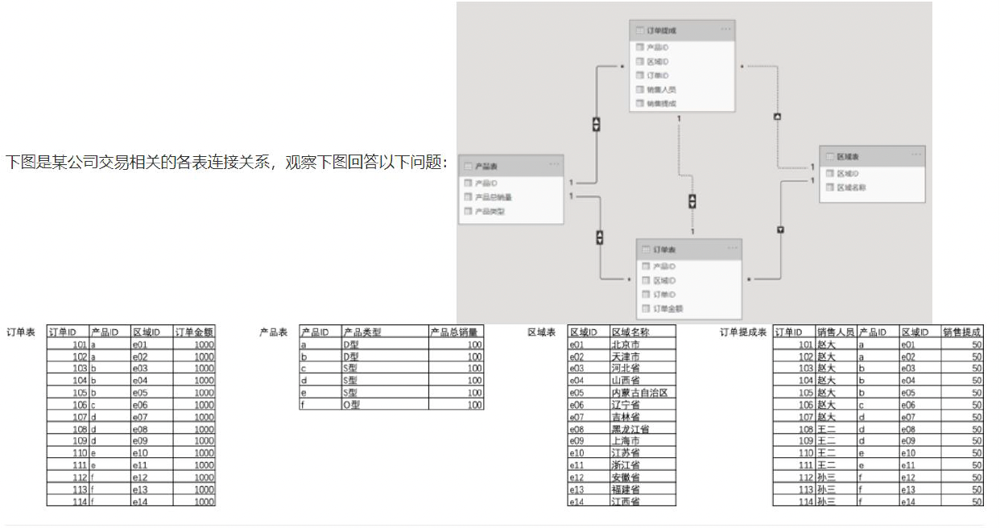 下图是某公司交易相关的各表连接关系，观察下图回答以下问题：
订单提成
产品ID
区域ID
订单ID
销售人员
销售提成
产品表
产品ID
产品总销量
产品类型
区域表
区域ID
区域名称
订单表
产品ID
区域ID
订单ID
订单金额
1
1
1
1
1
1
订单表
订单ID 产品ID 区域ID 订单金额
101 a e01 1000
102 a e02 1000
103 b e03 1000
104 b e04 1000
105 b e05 1000
106 c e06 1000
107 d e07 1000
108 d e08 1000
109 d e09 1000
110 e e10 1000
111 e e11 1000
112 f e12 1000
113 f e13 1000
114 f e14 1000
产品表
产品ID 产品类型 产品总销量
a D型 100
b D型 100
c S型 100
d S型 100
e S型 100
f O型 100
区域表
区域ID 区域名称
e01 北京市
e02 天津市
e03 河北省
e04 山西省
e05 内蒙古自治区
e06 辽宁省
e07 吉林省
e08 黑龙江省
e09 上海市
e10 江苏省
e11 浙江省
e12 安徽省
e13 福建省
e14 江西省
订单提成表
订单ID 销售人员 产品ID 区域ID 销售提成
101 赵大 a e01 50
102 赵大 a e02 50
103 赵大 b e03 50
104 赵大 b e04 50
105 赵大 b e05 50
106 赵大 c e06 50
107 赵大 d e07 50
108 王二 d e08 50
109 王二 d e09 50
110 王二 e e10 50
111 王二 e e11 50
112 孙三 f e12 50
113 孙三 f e13 50
114 孙三 f e14 50